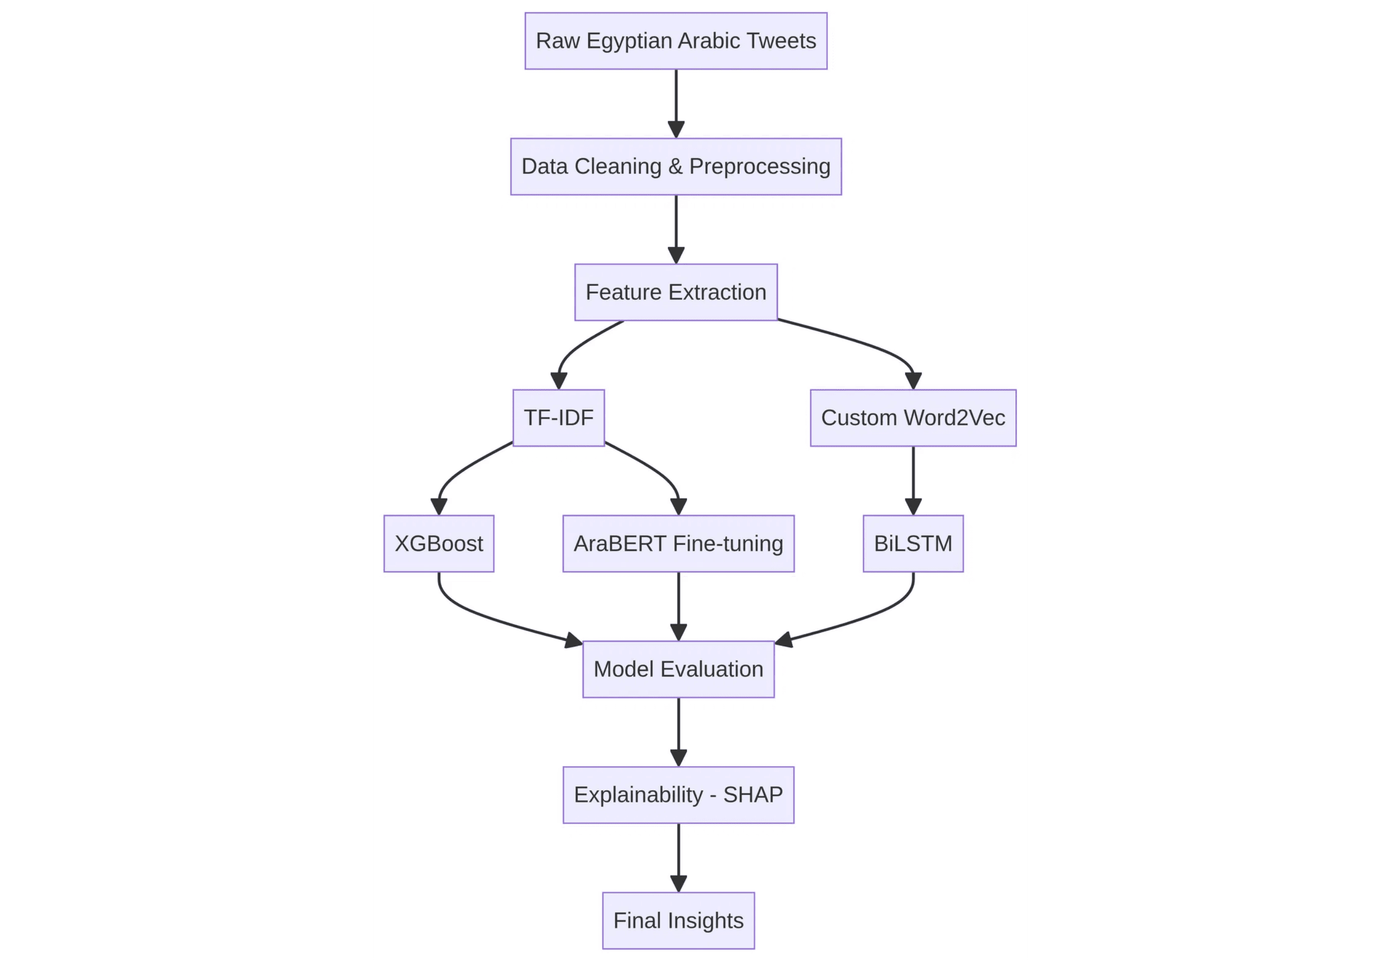 Raw Egyptian Arabic Tweets
Data Cleaning & Preprocessing
Feature Extraction
TF-IDF
Custom Word2Vec
XGBoost
AraBERT Fine-tuning
BiLSTM
Model Evaluation
Explainability - SHAP
Final Insights